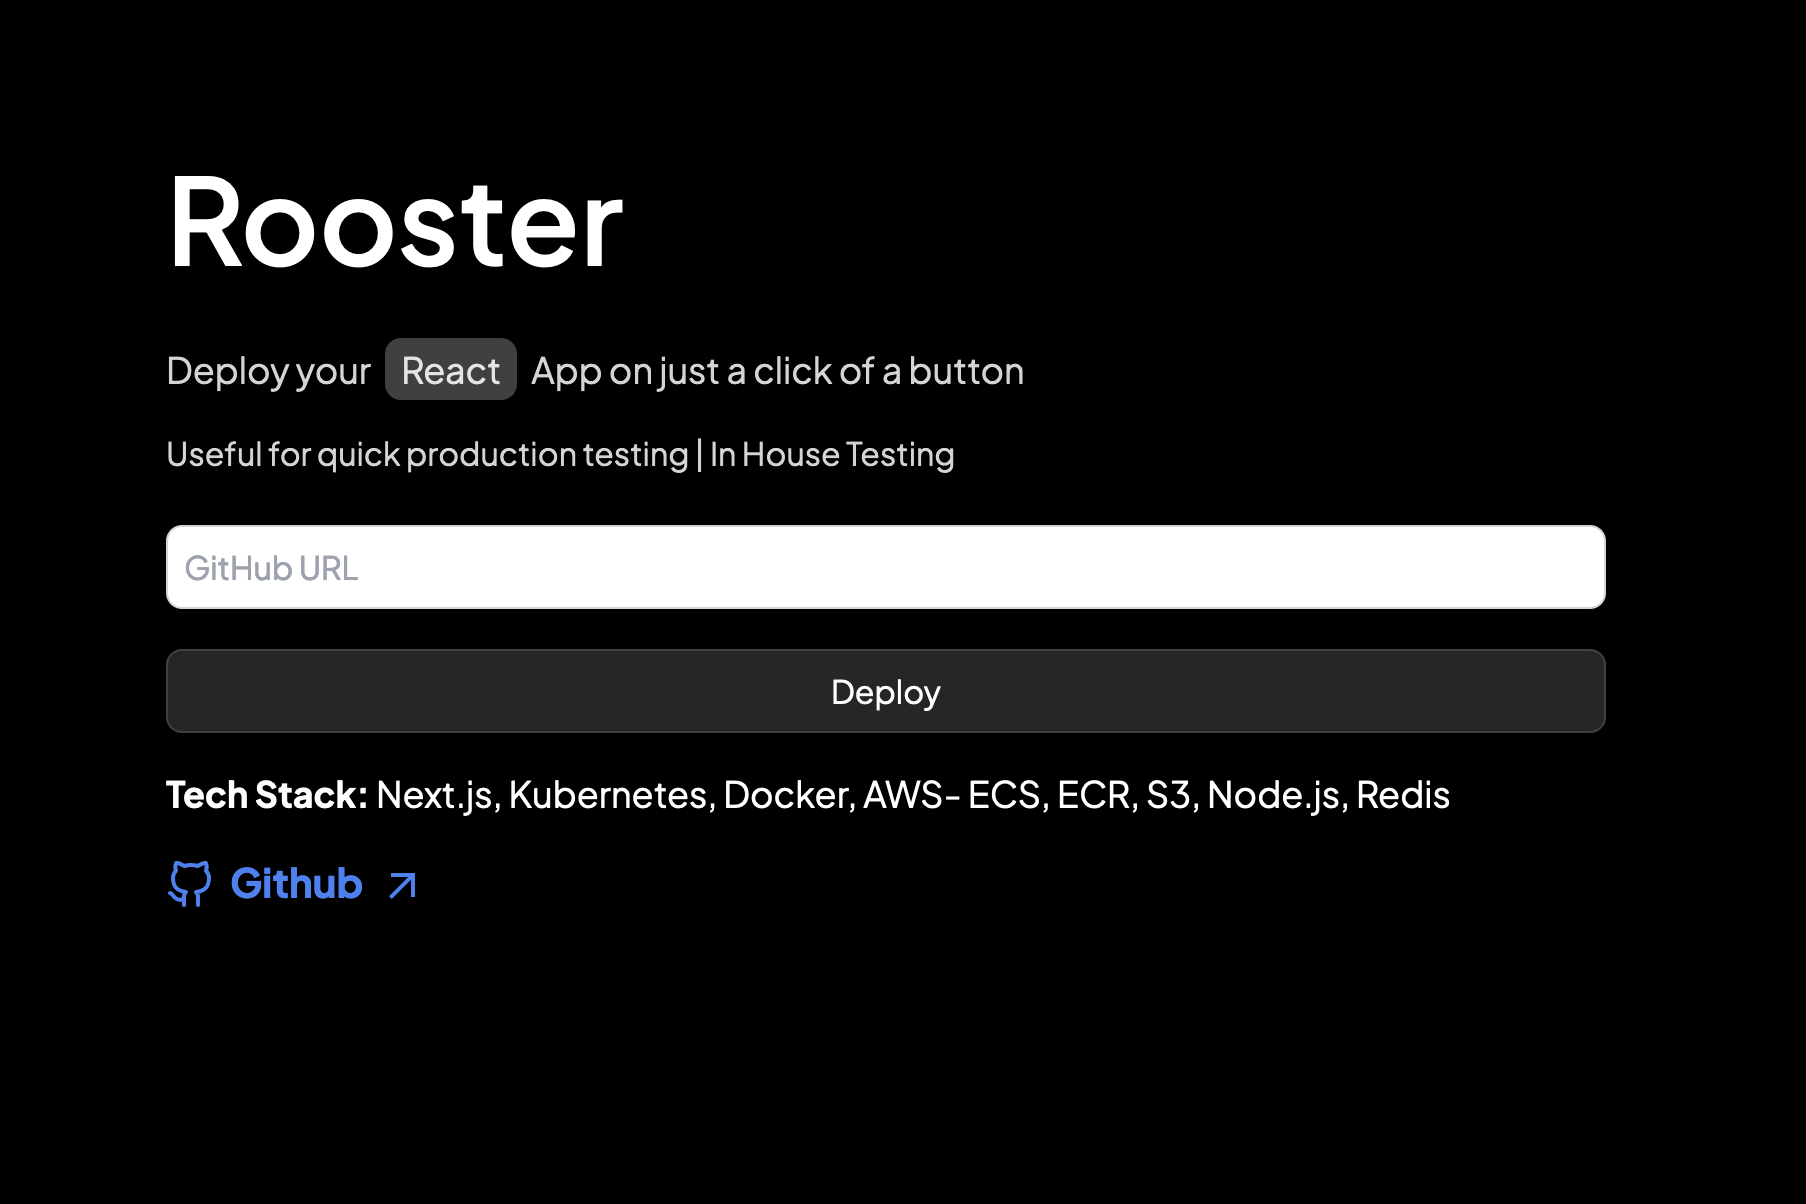 Rooster
Deploy your React App on just a click of a button
Useful for quick production testing | In House Testing
GitHub URL
Deploy
Tech Stack: Next.js, Kubernetes, Docker, AWS- ECS, ECR, S3, Node.js, Redis
Github